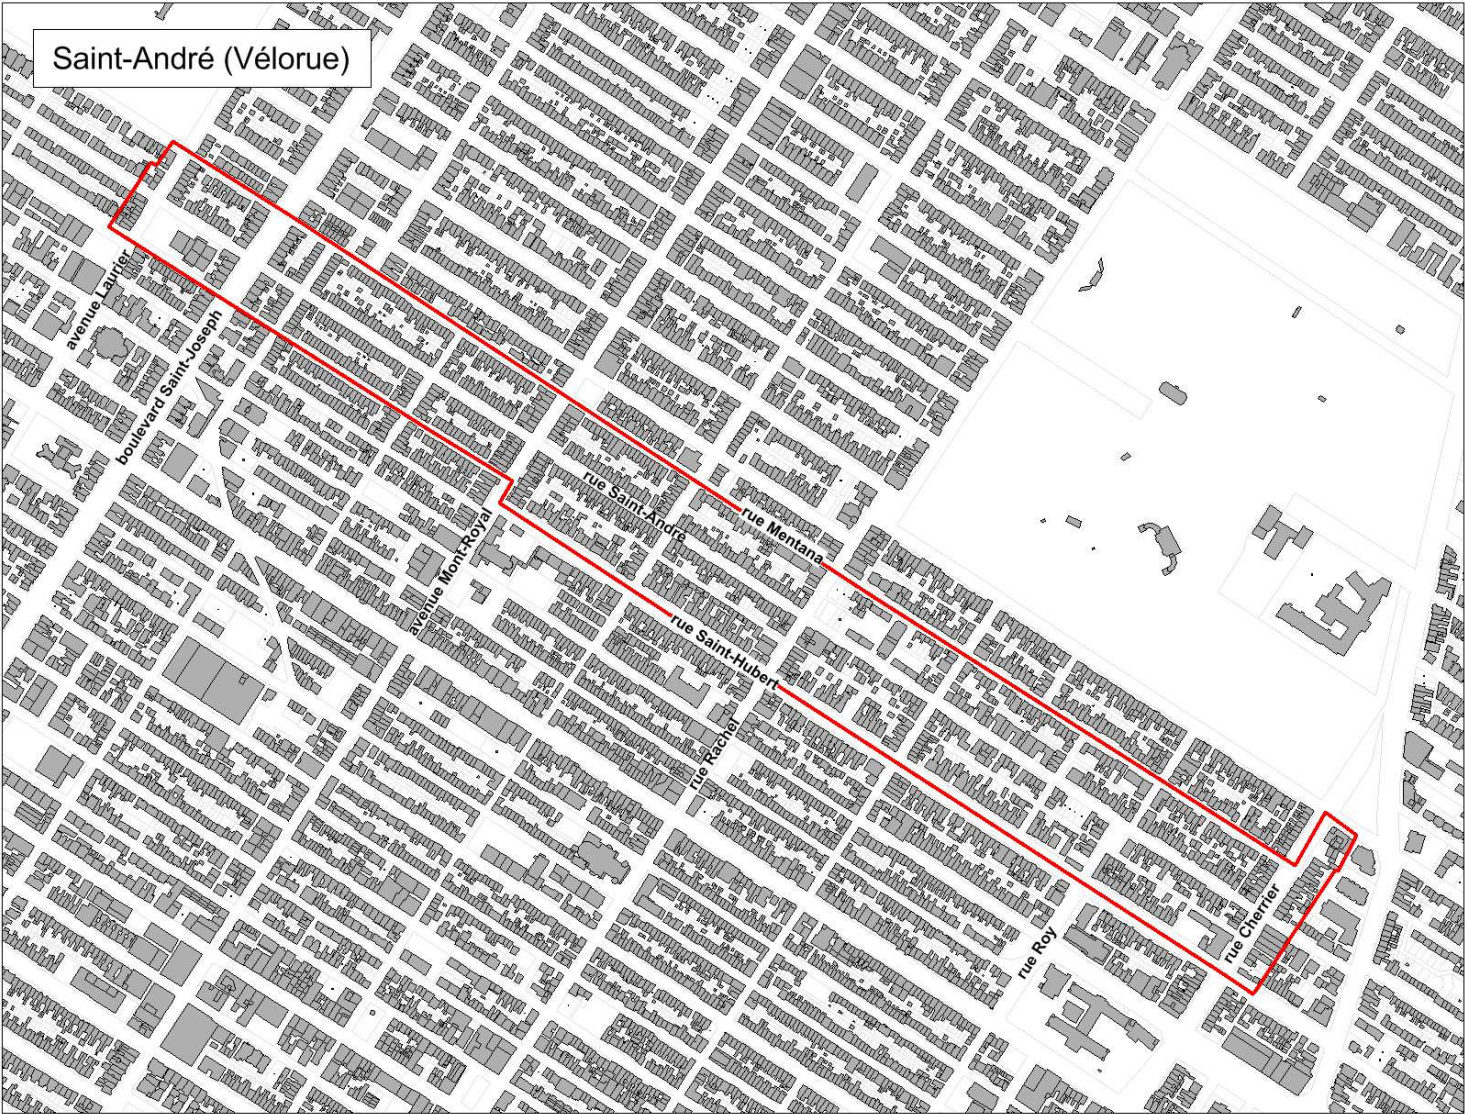 Saint-André (Vélorue)
avenue Laurier
boulevard Saint-Joseph
avenue Mont-Royal
rue Saint-André
rue Mentana
rue Saint-Hubert
rue Rachel
rue Roy
rue Cherrier